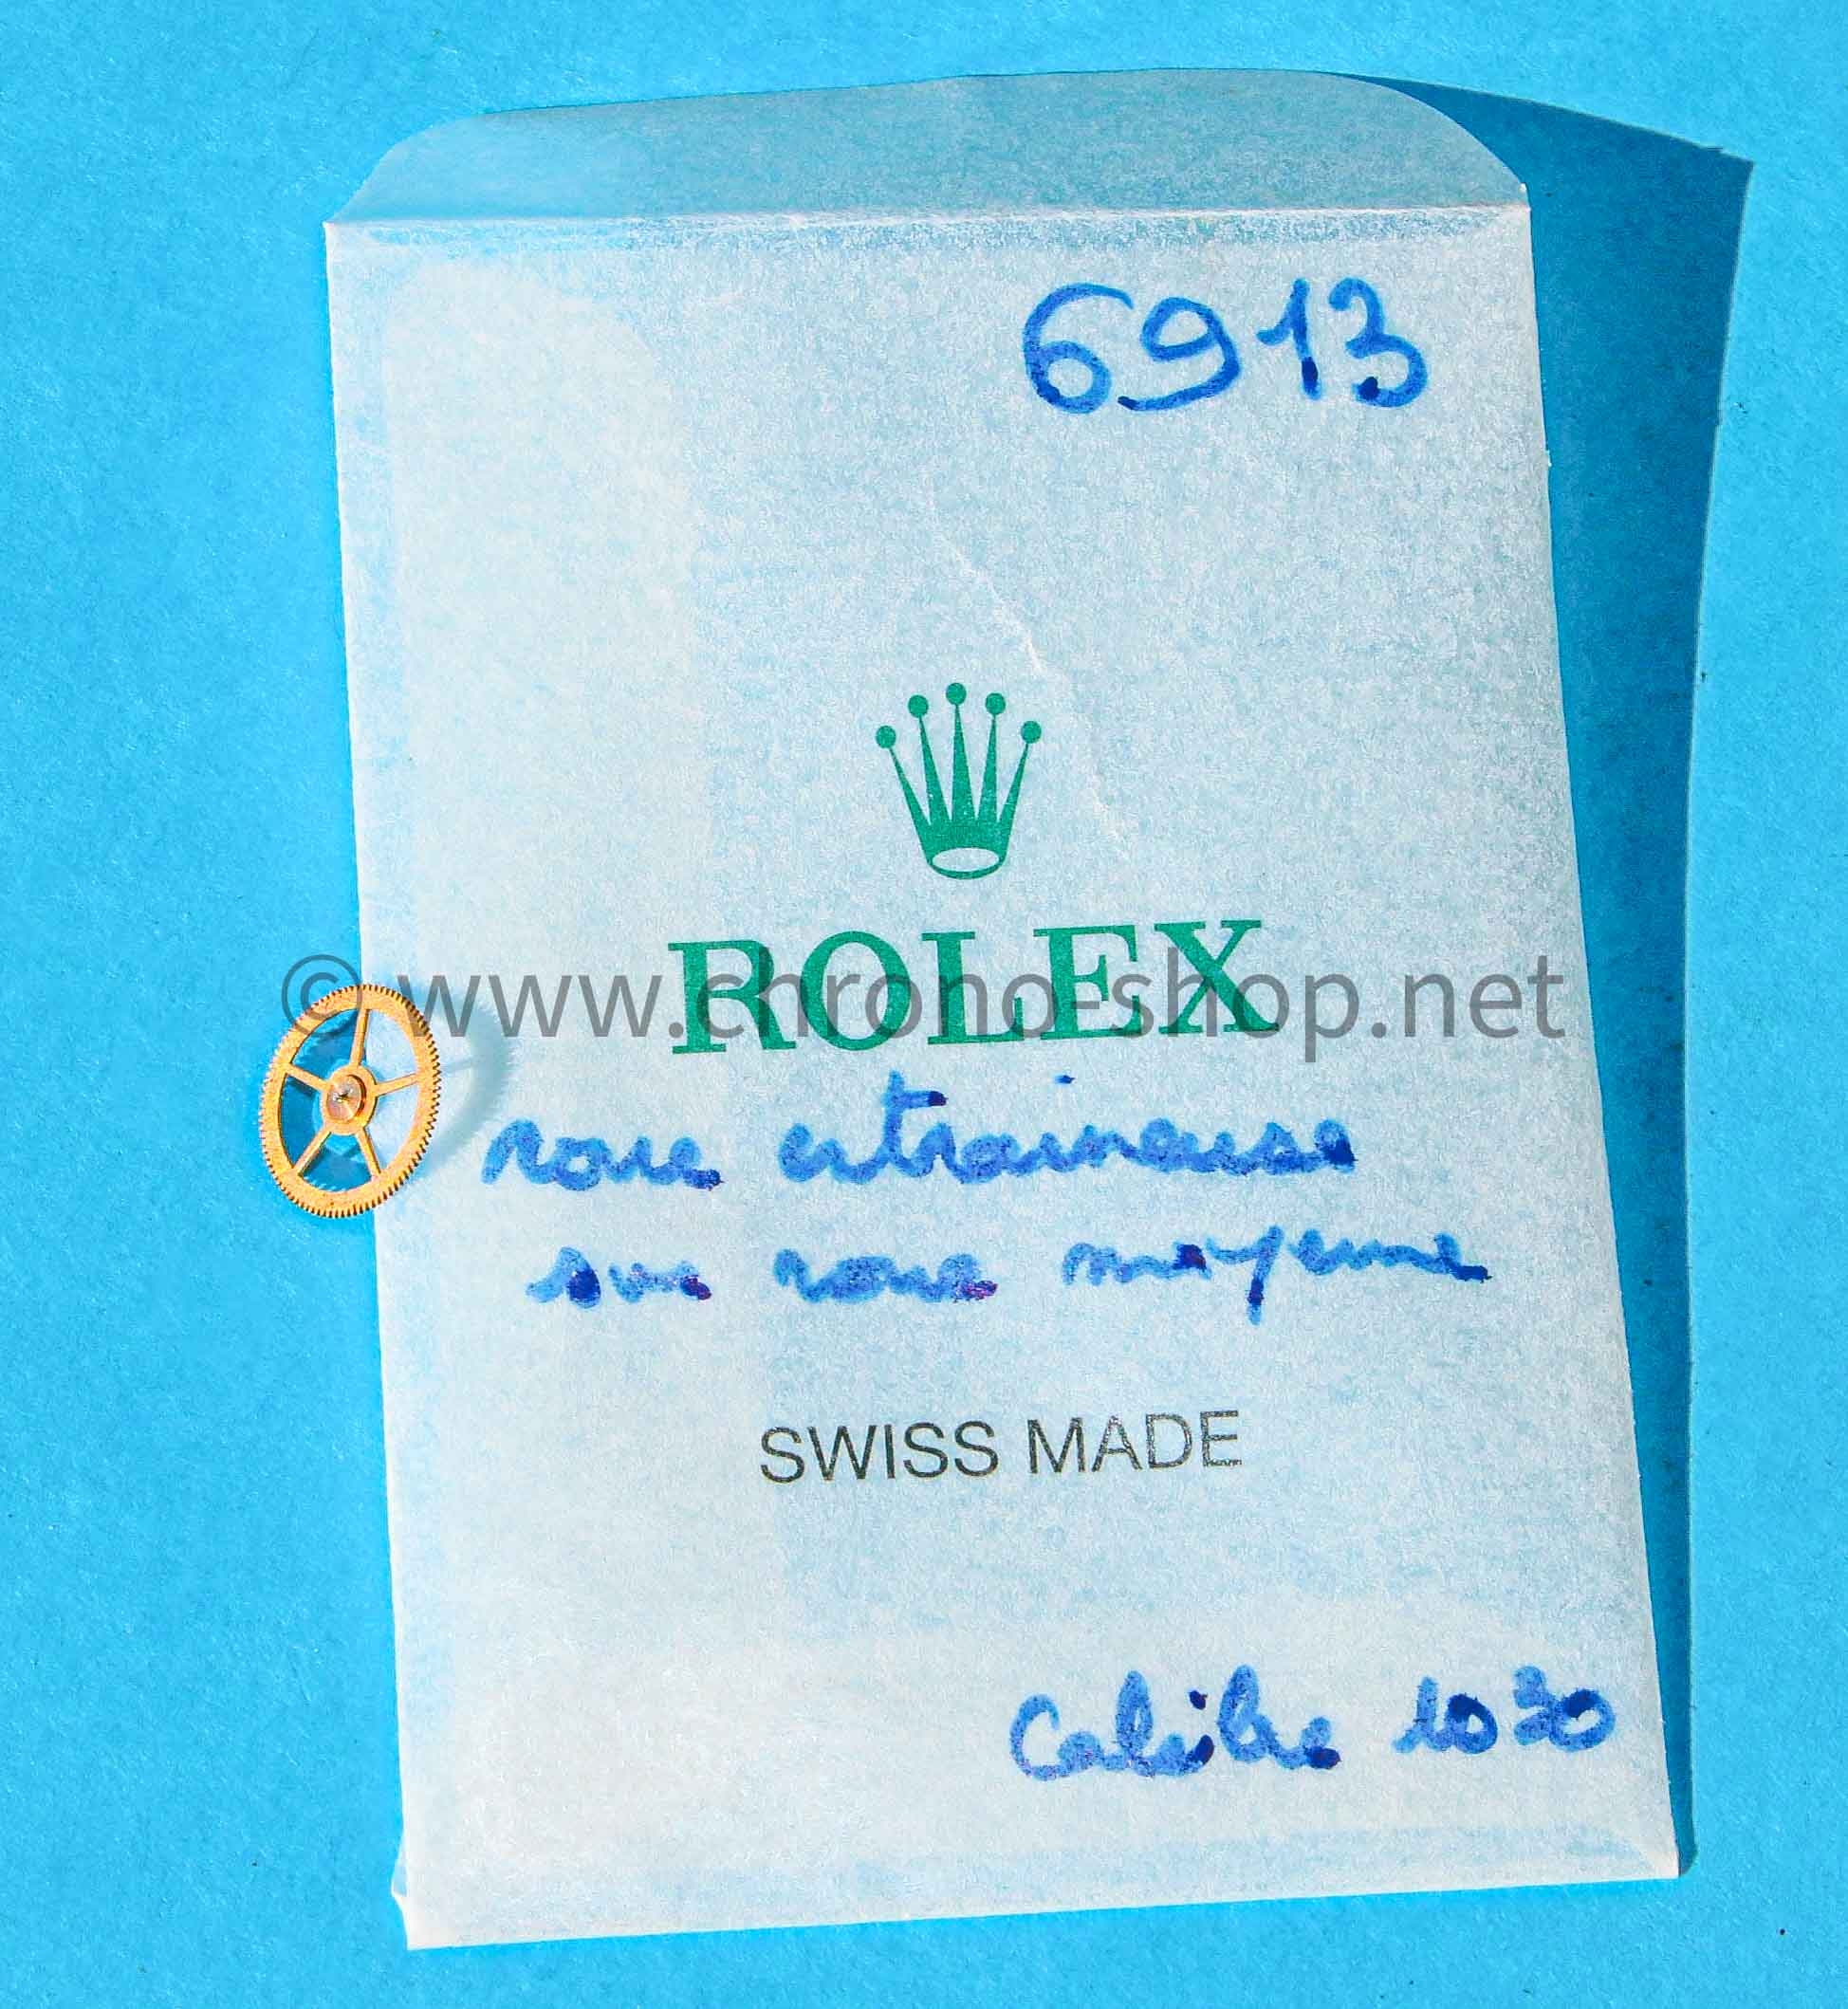 6913
ROLEX
© www.chrono-shop.net
roue entraineuse
sur roue moyenne
SWISS MADE
Calibre 1030